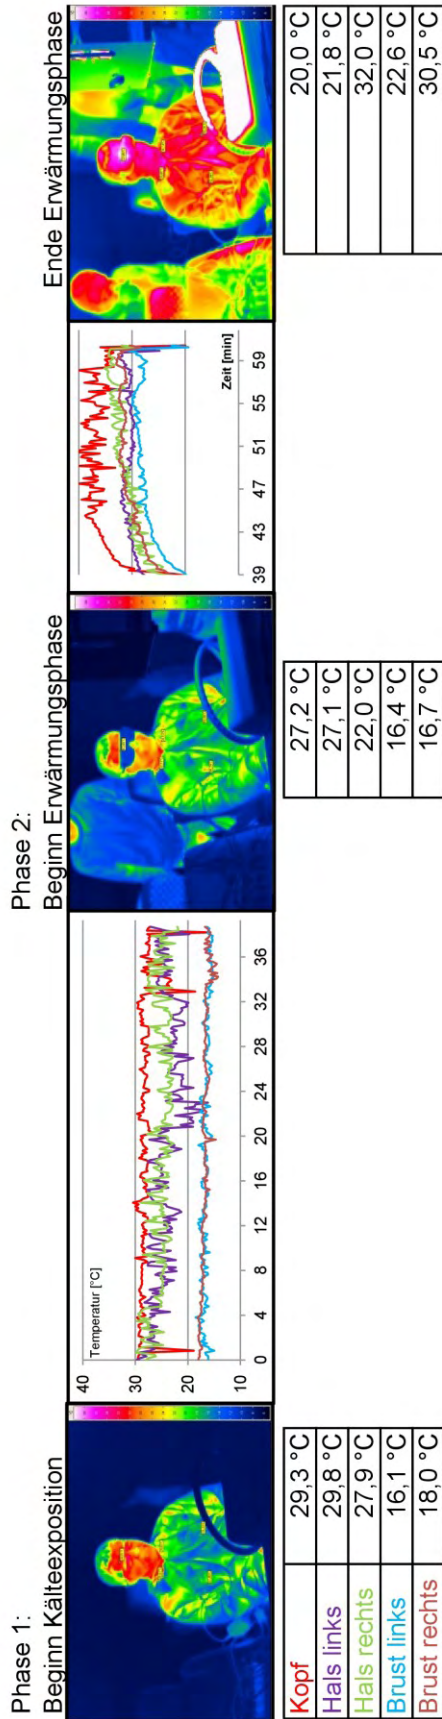 Phase 1:
Beginn Kälteexposition
Phase 2:
Beginn Erwärmungsphase
Ende Erwärmungsphase
Temperatur [°C]
40
30
20
10
0 4 8 12 16 20 24 28 32 36
39 43 47 51 55 59
Zeit [min]
Kopf 29,3 °C 27,2 °C 20,0 °C
Hals links 29,8 °C 27,1 °C 21,8 °C
Hals rechts 27,9 °C 22,0 °C 32,0 °C
Brust links 16,1 °C 16,4 °C 22,6 °C
Brust rechts 18,0 °C 16,7 °C 30,5 °C